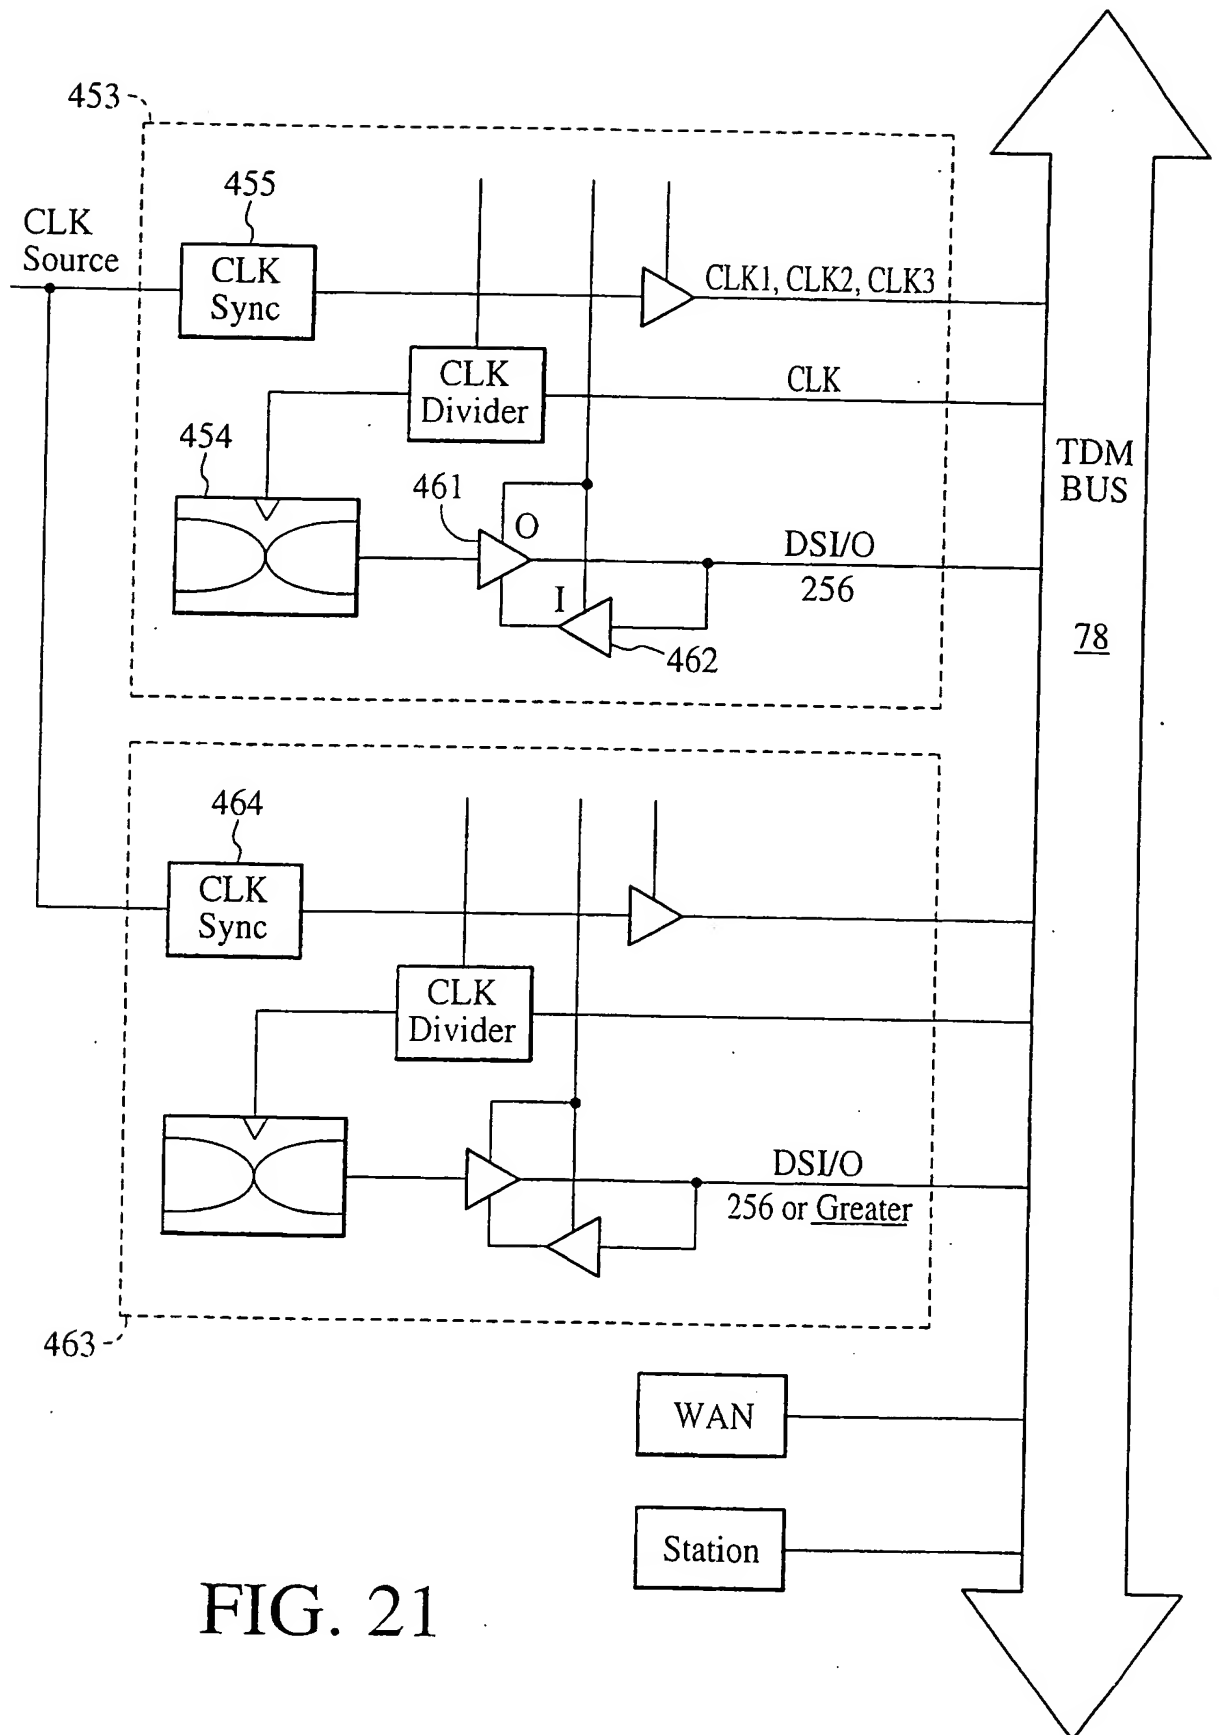 453
455
CLK
Source
CLK
Sync
CLK1, CLK2, CLK3
CLK
Divider
CLK
454
461
O
DSI/O
256
I
462
TDM
BUS
78
464
CLK
Sync
CLK
Divider
DSI/O
256 or Greater
463
WAN
Station
FIG. 21